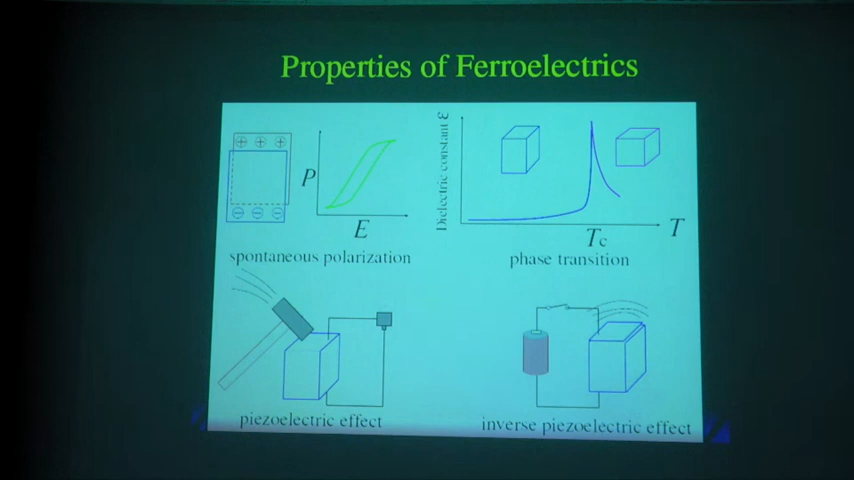 Properties of Ferroelectrics
P
E
spontaneous polarization
Dielectric constant ε
Tc
T
phase transition
piezoelectric effect
inverse piezoelectric effect